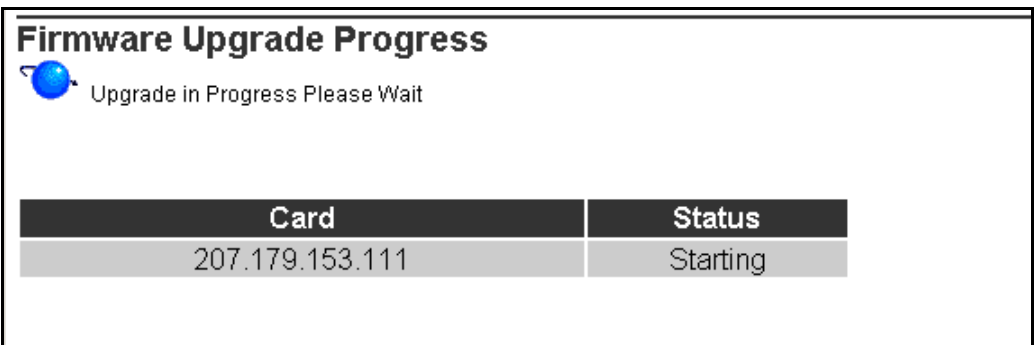 Firmware Upgrade Progress
Upgrade in Progress Please Wait
Card Status
207.179.153.111 Starting